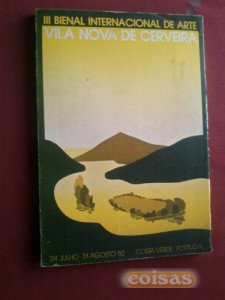 III BIENAL INTERNACIONAL DE ARTE
VILA NOVA DE CERVEIRA
24 JULHO 31 AGOSTO 82 COSTA VERDE PORTUGAL
coisas